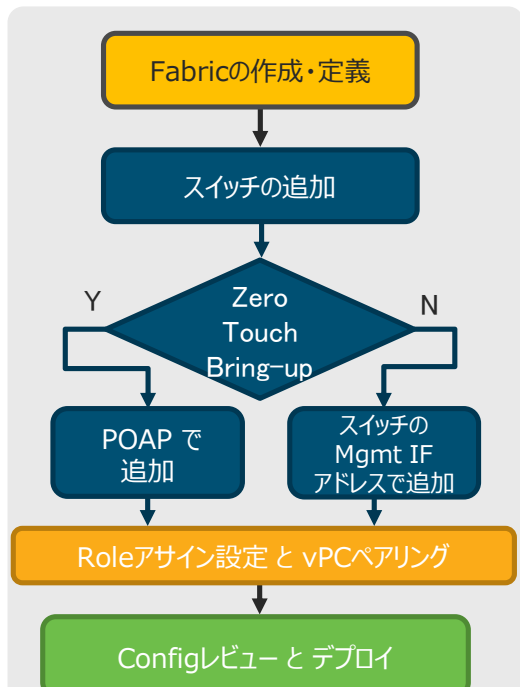 Fabricの作成・定義
スイッチの追加
Y
Zero
Touch
Bring-up
N
POAP で
追加
スイッチの
Mgmt IF
アドレスで追加
Roleアサイン設定 と vPCペアリング
Configレビュー と デプロイ